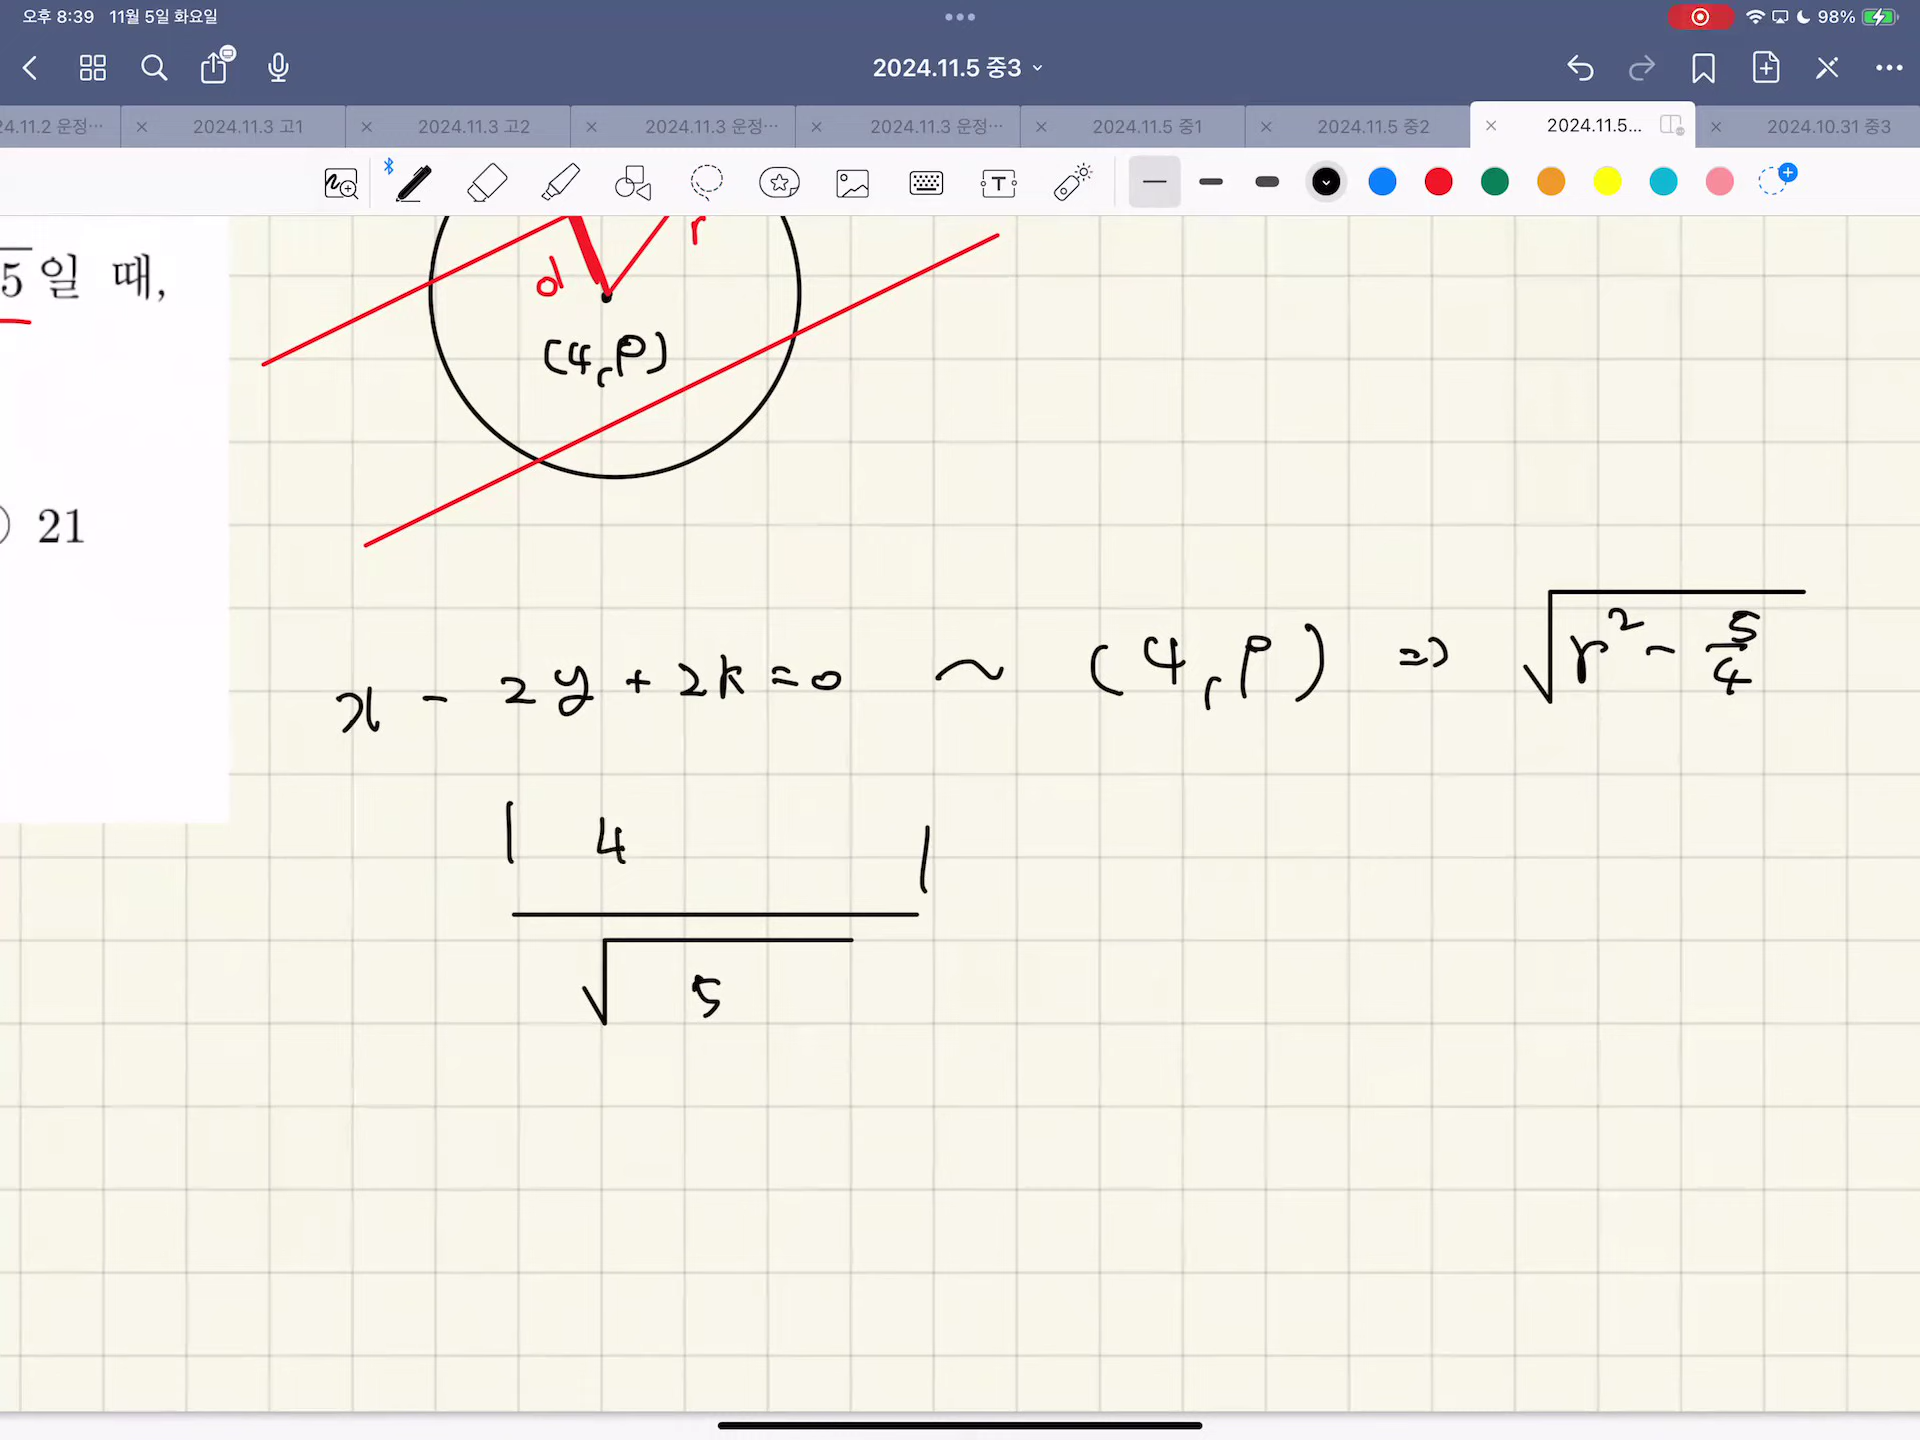 오후 8:39 11월 5일 화요일
98%
2024.11.5 중3
24.11.2 운정… 2024.11.3 고1 2024.11.3 고2 2024.11.3 운정… 2024.11.3 운정… 2024.11.5 중1 2024.11.5 중2 2024.11.5... 2024.10.31 중3
T
r
5일 때,
d
(4, p)
21
x - 2y + 2k = 0 ~ (4, p) ⇒ √(r² - 5/4)
| 4 |
√5